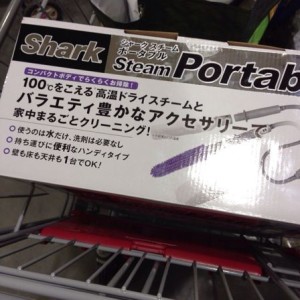 Shark
シャーク スチーム
ポータブル
Steam Portab
コンパクトボディでらくらくお掃除!
100℃をこえる高温ドライスチームと
バラエティ豊かなアクセサリーで
家中まるごとクリーニング!
・使うのは水だけ、洗剤は必要なし
・持ち運びに便利なハンディタイプ
・壁も床も天井も1台でOK!